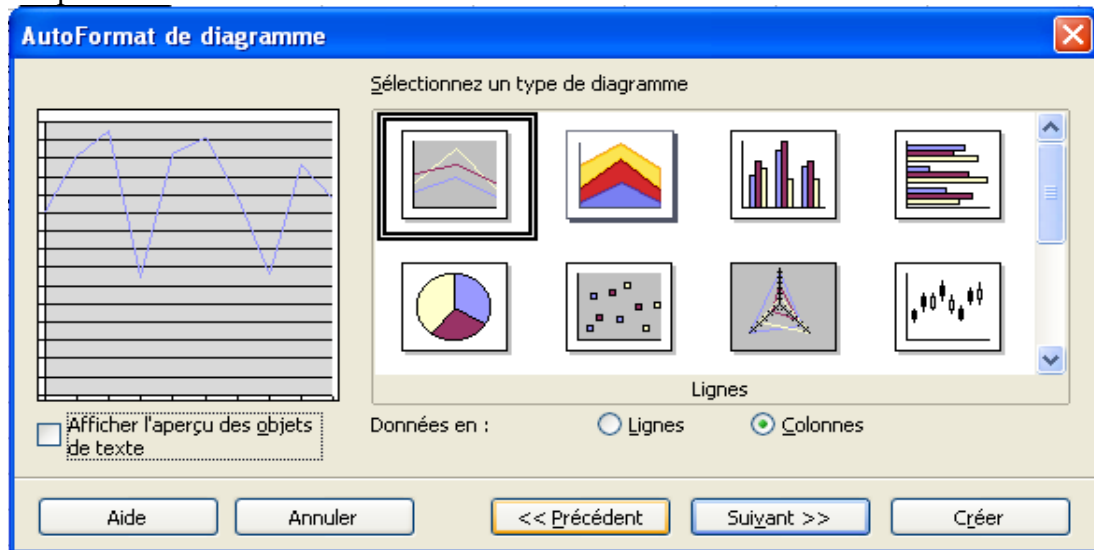 AutoFormat de diagramme
Sélectionnez un type de diagramme
Lignes
Afficher l'aperçu des objets
de texte
Données en :
Lignes
Colonnes
Aide
Annuler
<< Précédent
Suivant >>
Créer